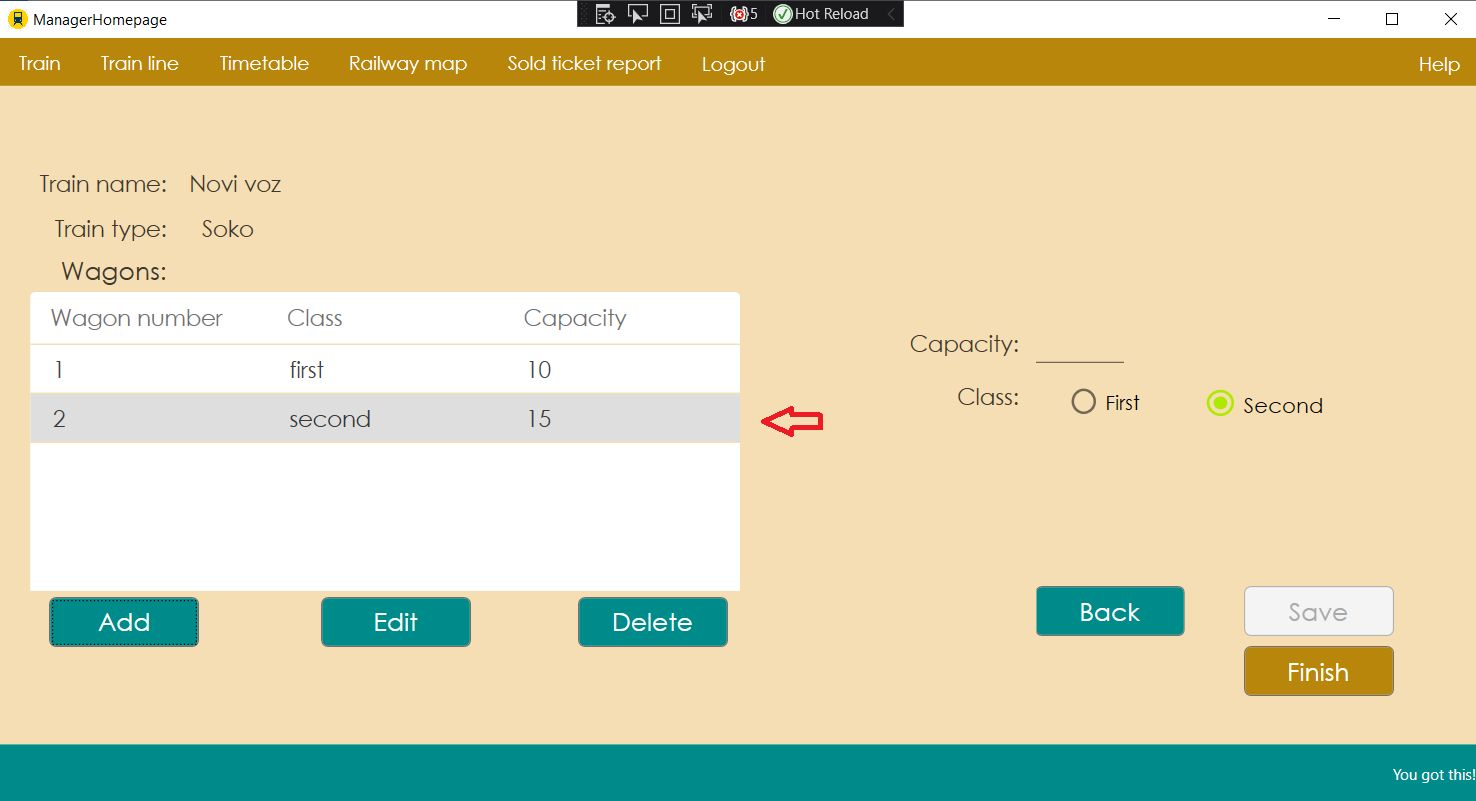 ManagerHomepage
5 Hot Reload
Train Train line Timetable Railway map Sold ticket report Logout Help
Train name: Novi voz
Train type: Soko
Wagons:
Wagon number Class Capacity
1 first 10
2 second 15
Capacity:
Class: First Second
Add Edit Delete
Back Save
Finish
You got this!